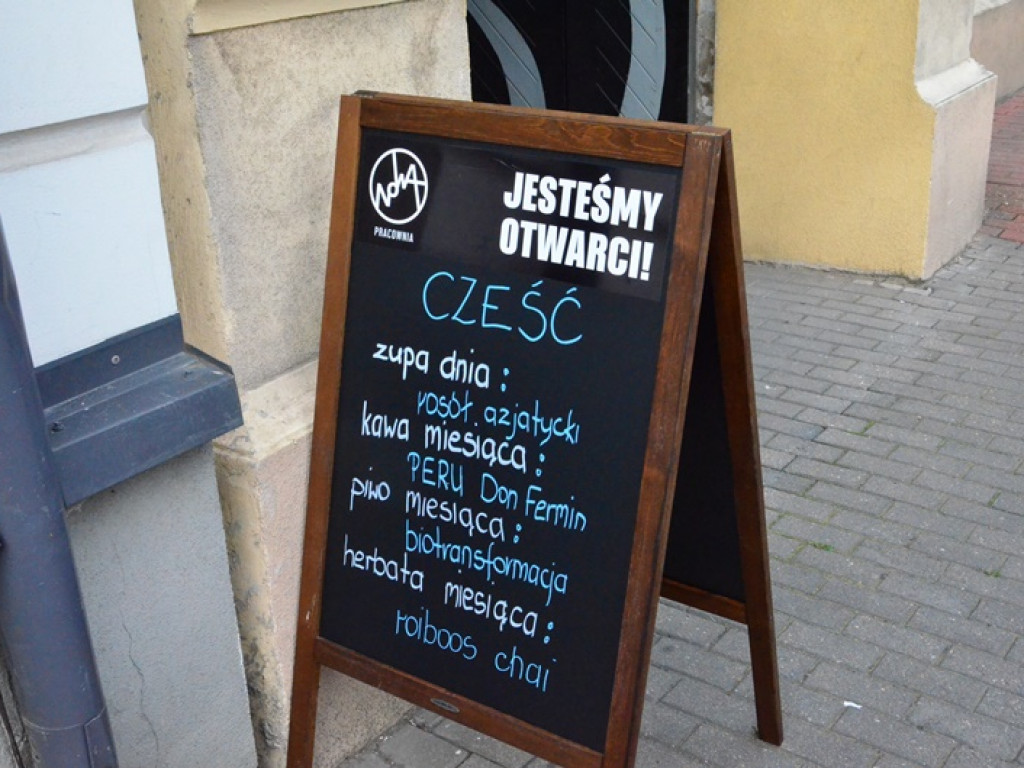 NOWA
PRACOWNIA
JESTEŚMY
OTWARCI!
CZEŚĆ
zupa dnia:
rosół azjatycki
kawa miesiąca:
PERU Don Fermin
piwo miesiąca:
biotransformacja
herbata miesiąca:
roiboos chai